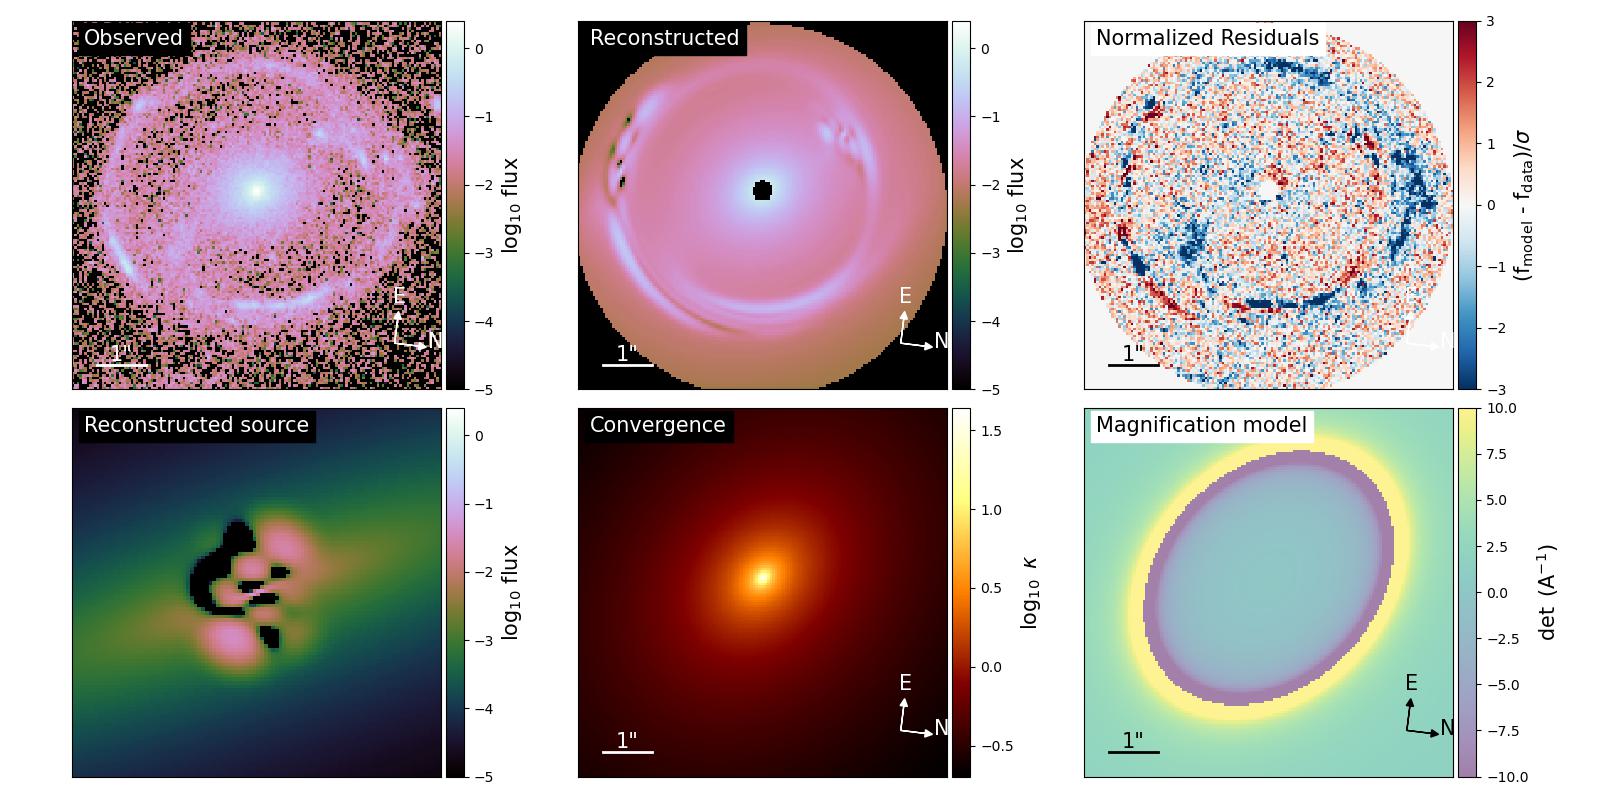 Observed
0
−1
−2
−3
−4
−5
log₁₀ flux
E
N
1"
Reconstructed
0
−1
−2
−3
−4
−5
log₁₀ flux
E
N
1"
Normalized Residuals
3
2
1
0
−1
−2
−3
(f_model - f_data)/σ
N
1"
Reconstructed source
0
−1
−2
−3
−4
−5
log₁₀ flux
Convergence
1.5
1.0
0.5
0.0
−0.5
log₁₀ κ
E
N
1"
Magnification model
10.0
7.5
5.0
2.5
0.0
−2.5
−5.0
−7.5
−10.0
det (A⁻¹)
E
N
1"